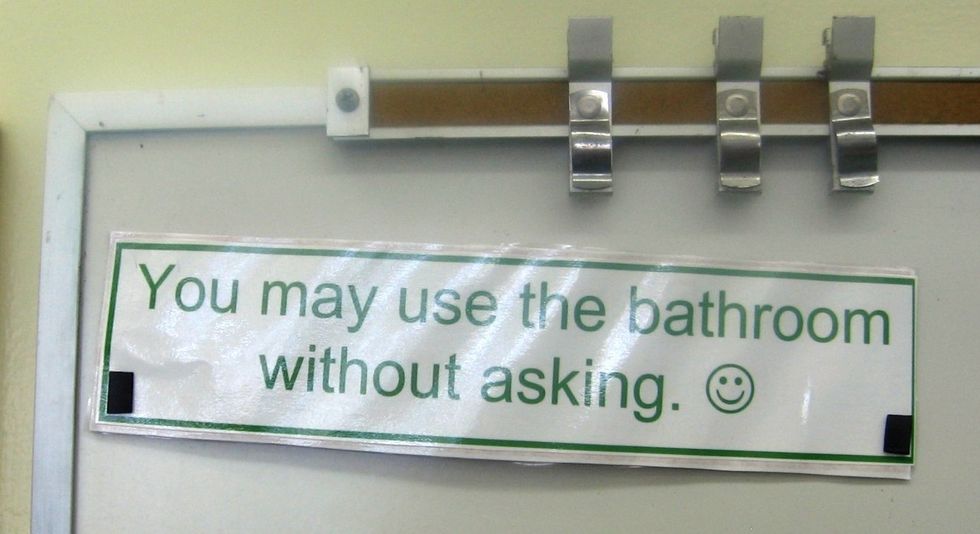 You may use the bathroom
without asking. ☺